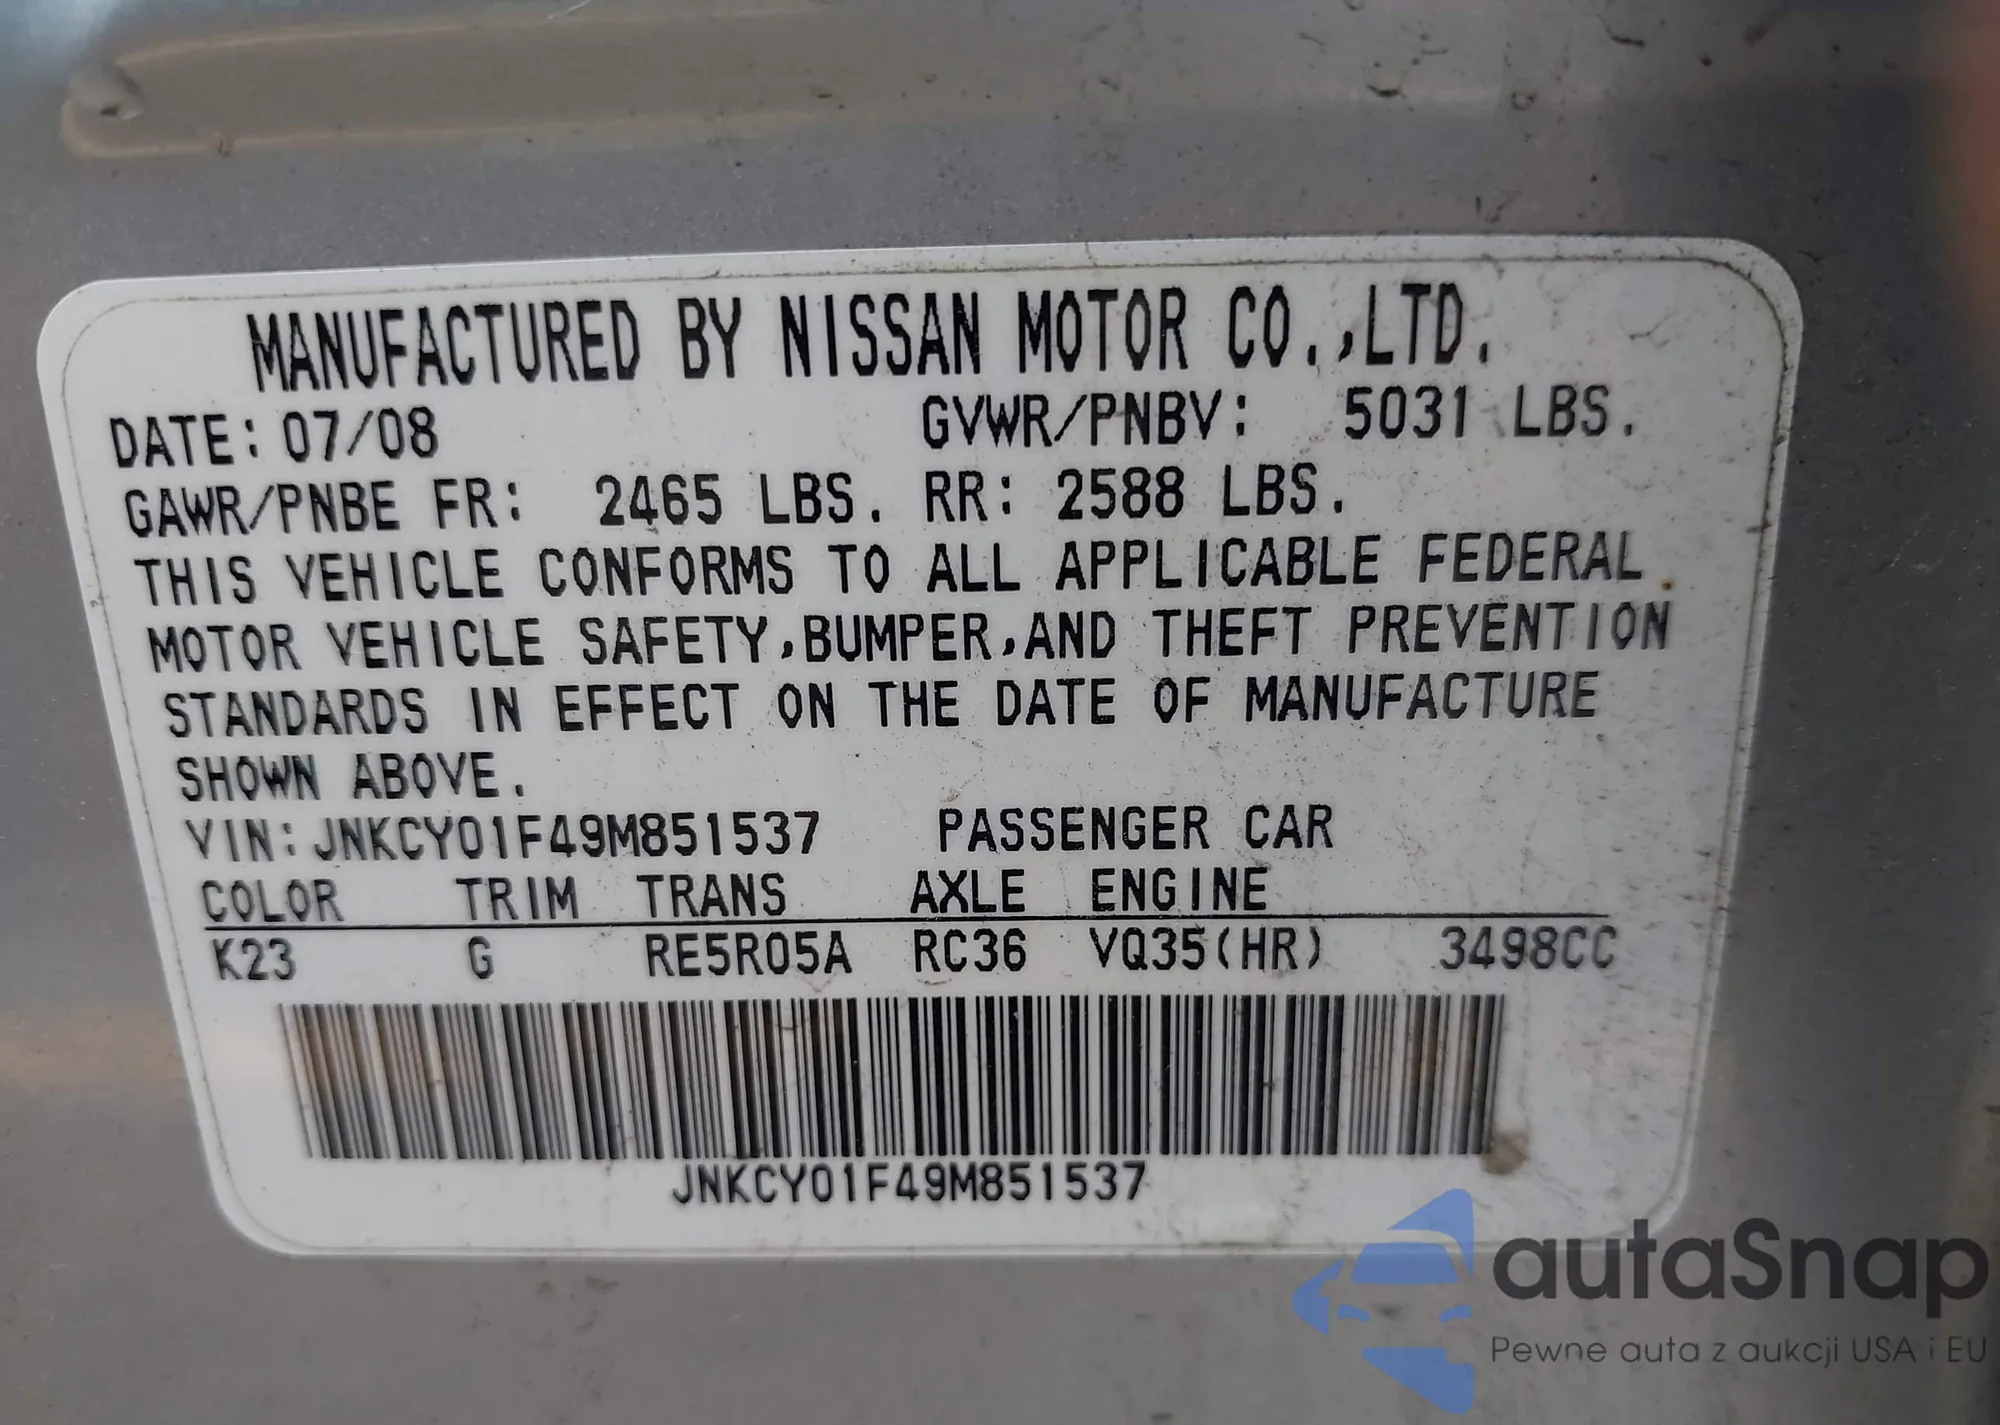 MANUFACTURED BY NISSAN MOTOR CO.,LTD.
DATE: 07/08 GVWR/PNBV: 5031 LBS.
GAWR/PNBE FR: 2465 LBS. RR: 2588 LBS.
THIS VEHICLE CONFORMS TO ALL APPLICABLE FEDERAL
MOTOR VEHICLE SAFETY,BUMPER,AND THEFT PREVENTION
STANDARDS IN EFFECT ON THE DATE OF MANUFACTURE
SHOWN ABOVE.
VIN: JNKCY01F49M851537 PASSENGER CAR
COLOR TRIM TRANS AXLE ENGINE
K23 G RE5R05A RC36 VQ35(HR) 3498CC
JNKCY01F49M851537
autaSnap
Pewne auta z aukcji USA i EU